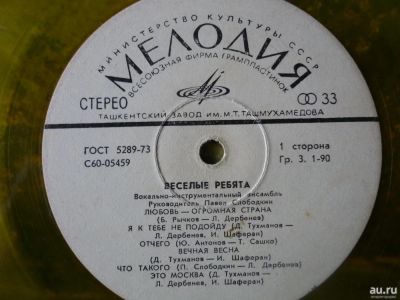 МИНИСТЕРСТВО КУЛЬТУРЫ СССР
МЕЛОДИЯ
ВСЕСОЮЗНАЯ ФИРМА ГРАМПЛАСТИНОК
СТЕРЕО
33
ТАШКЕНТСКИЙ ЗАВОД ИМ. М. Т. ТАШМУХАМЕДОВА
ГОСТ 5289-73
С60-05459
1 сторона
Гр. 3. 1-90
ВЕСЕЛЫЕ РЕБЯТА
Вокально-инструментальный ансамбль
Руководитель Павел Слободкин
ЛЮБОВЬ — ОГРОМНАЯ СТРАНА
(Б. Рычков — Л. Дербенев)
Я К ТЕБЕ НЕ ПОДОЙДУ (Д. Тухманов —
Л. Дербенев, И. Шаферан)
ОТЧЕГО (Ю. Антонов — Т. Сашко)
ВЕЧНАЯ ВЕСНА
(Д. Тухманов — И. Шаферан)
ЧТО ТАКОГО (П. Слободкин — Л. Дербенев)
ЭТО МОСКВА (Д. Тухманов —
Л. Дербенев, И. Шаферан)
au.ru